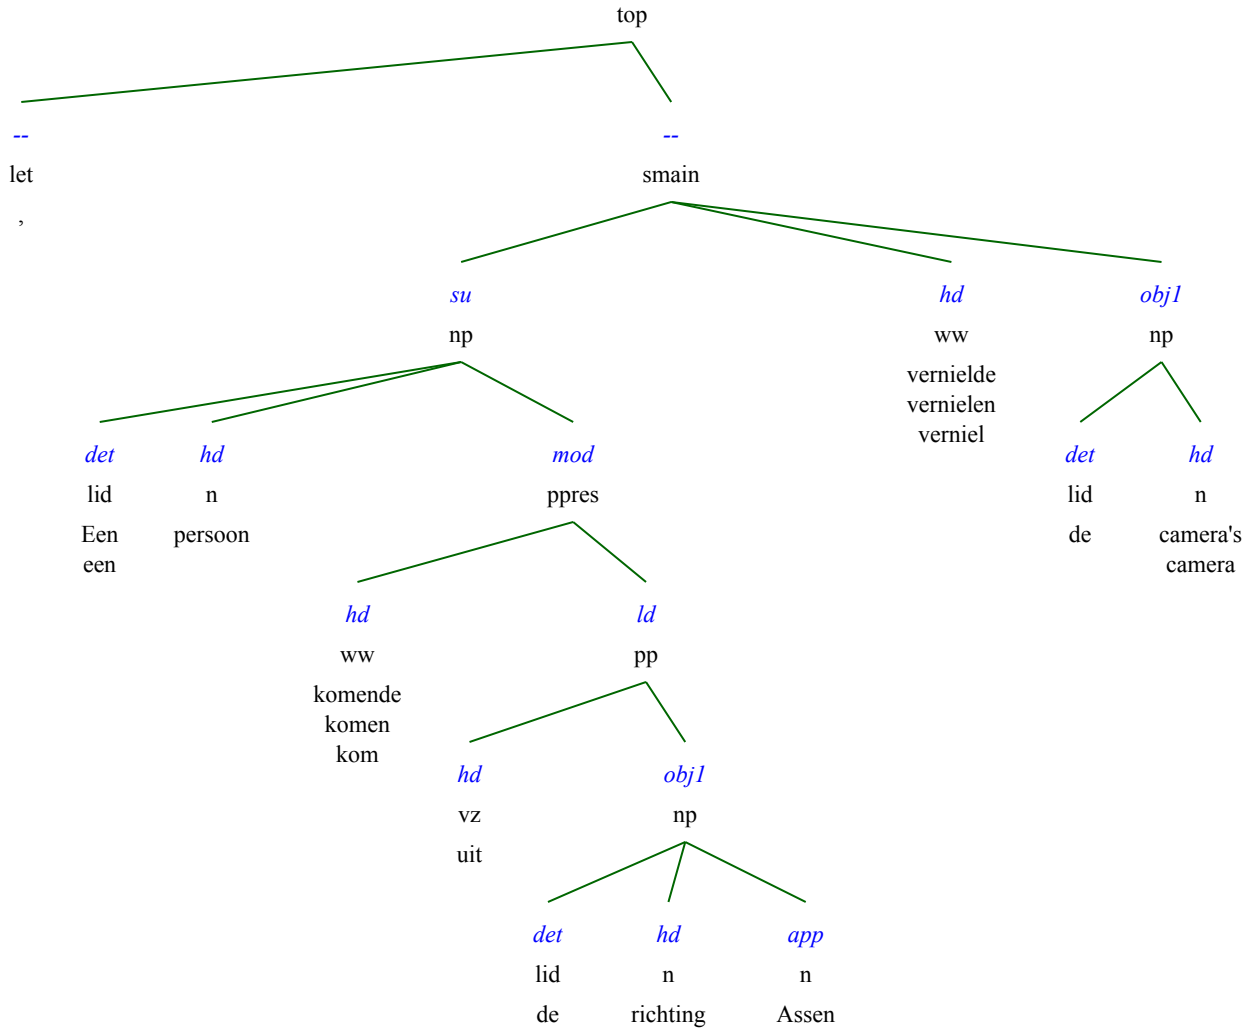 top
-- --
let smain
,
su hd obj1
np ww np
vernielde
vernielen
verniel
det hd mod det hd
lid n ppres lid n
Een persoon de camera's
een camera
hd ld
ww pp
komende
komen
kom
hd obj1
vz np
uit
det hd app
lid n n
de richting Assen